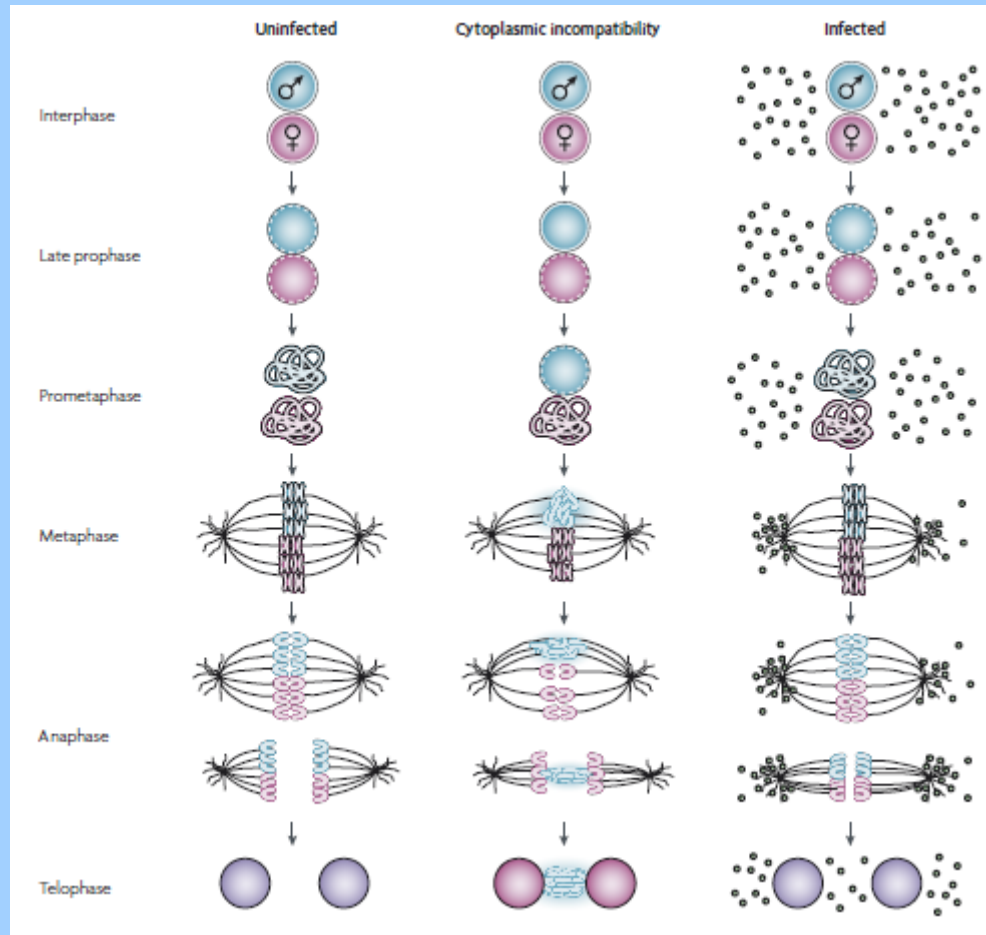 Uninfected
Cytoplasmic incompatibility
Infected
Interphase
♂
♀
♂
♀
♂
♀
Late prophase
Prometaphase
Metaphase
Anaphase
Telophase